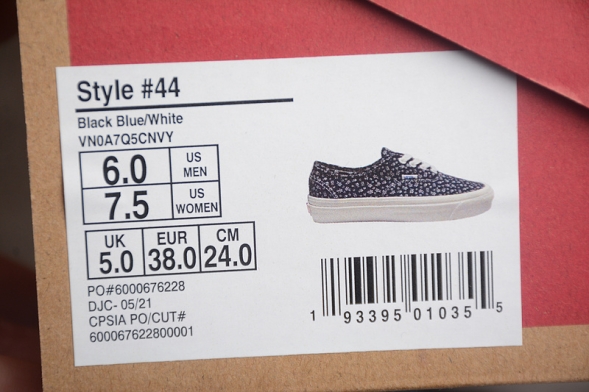 Style #44
Black Blue/White
VN0A7Q5CNVY
6.0 US MEN
7.5 US WOMEN
UK EUR CM
5.0 38.0 24.0
PO#6000676228
DJC- 05/21
CPSIA PO/CUT#
600067622800001
1 93395 01035 5